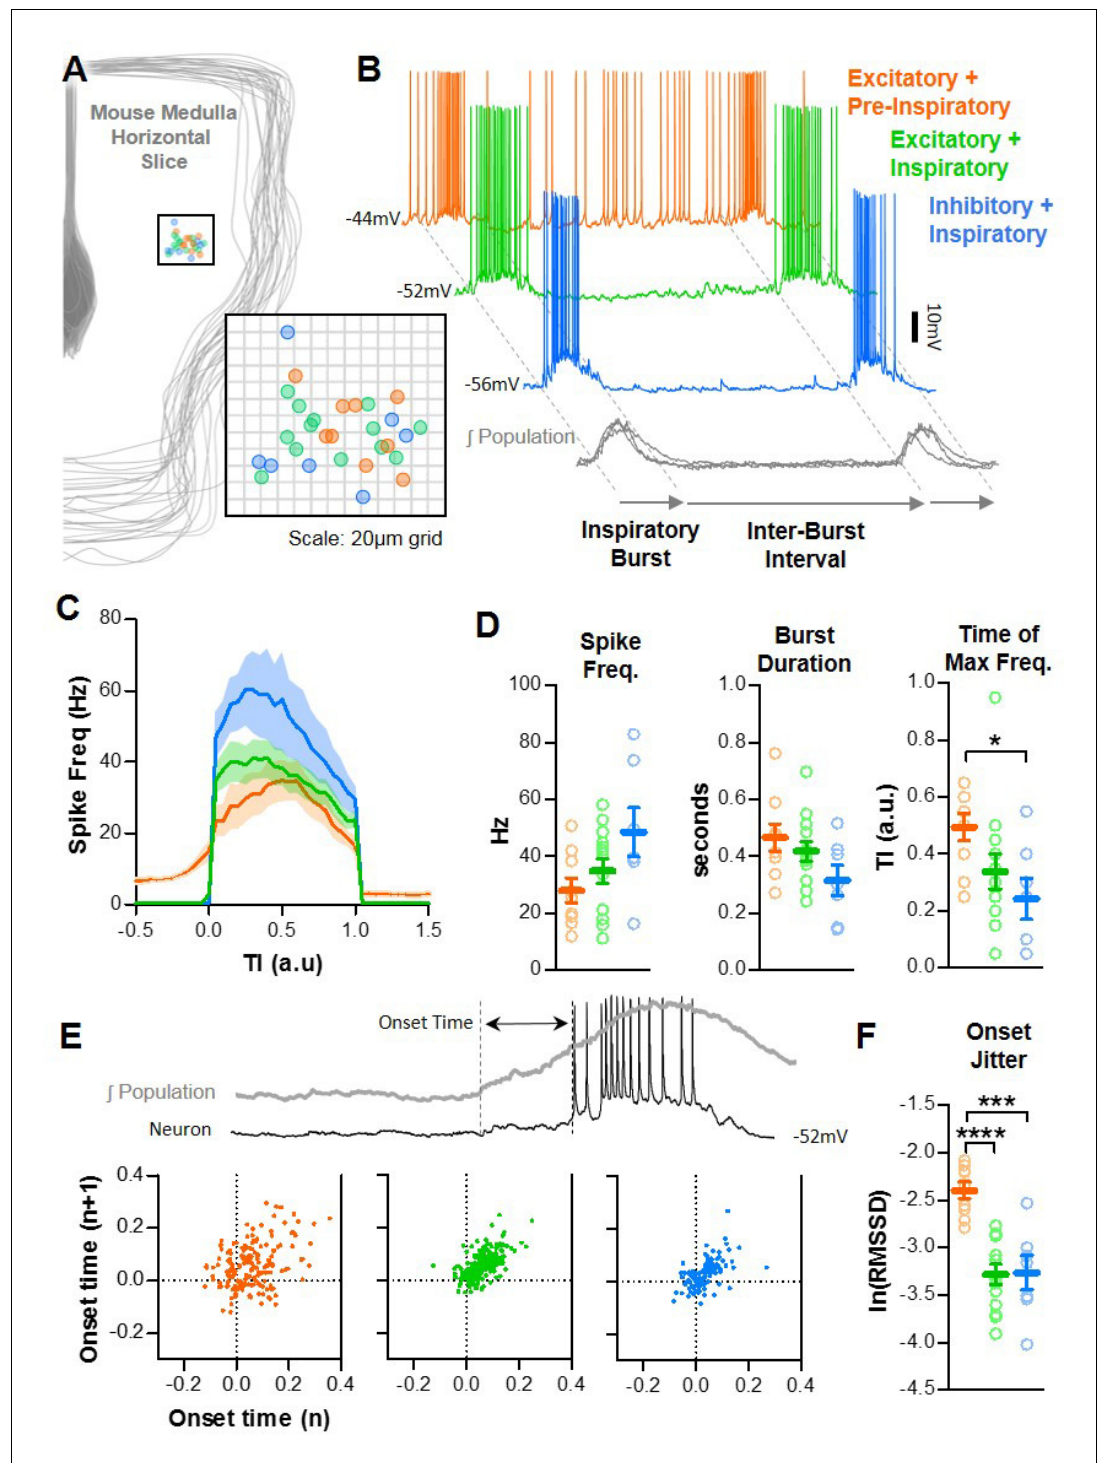 A
Mouse Medulla
Horizontal
Slice
Scale: 20µm grid
B
Excitatory +
Pre-Inspiratory
Excitatory +
Inspiratory
Inhibitory +
Inspiratory
-44mV
-52mV
-56mV
10mV
∫ Population
Inspiratory
Burst
Inter-Burst
Interval
C
Spike Freq (Hz)
80
60
40
20
0
-0.5 0.0 0.5 1.0 1.5
TI (a.u)
D
Spike
Freq.
Hz
100
80
60
40
20
0
Burst
Duration
seconds
1.0
0.8
0.6
0.4
0.2
0.0
Time of
Max Freq.
TI (a.u.)
1.0
0.8
0.6
0.4
0.2
0.0
*
E
Onset Time
∫ Population
Neuron
-52mV
Onset time (n+1)
0.4
0.2
0.0
-0.2
-0.2 0.0 0.2 0.4
-0.2 0.0 0.2 0.4
-0.2 0.0 0.2 0.4
Onset time (n)
F
Onset
Jitter
ln(RMSSD)
-1.5
-2.0
-2.5
-3.0
-3.5
-4.0
-4.5
***
****